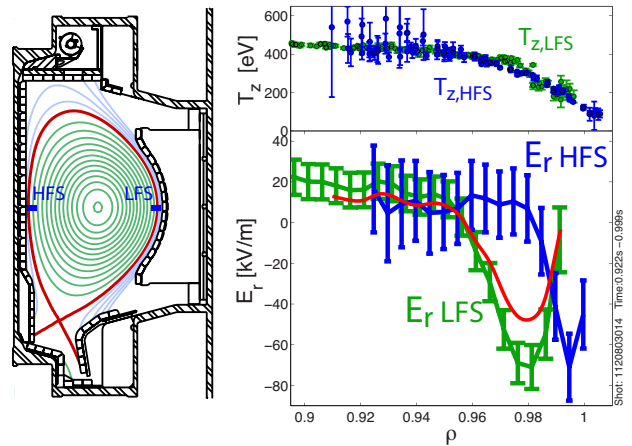 HFS
LFS
T_z [eV]
600
400
200
0
T_z,LFS
T_z,HFS
E_r [kV/m]
40
20
0
−20
−40
−60
−80
E_r HFS
E_r LFS
0.9
0.92
0.94
0.96
0.98
1
ρ
Shot: 1120803014
Time:0.922s −0.999s